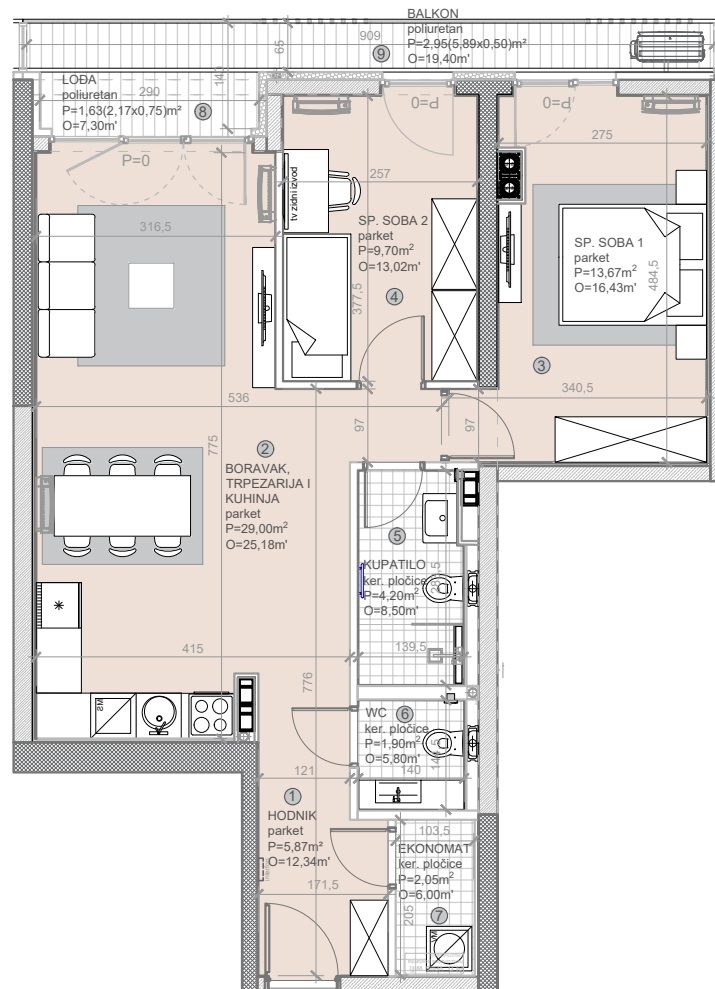 BALKON
poliuretan
P=2,95(5,89x0,50)m²
O=19,40m'
909
9
65
LOĐA
poliuretan
P=1,63(2,17x0,75)m²
O=7,30m'
290
8
P=0
P=0
P=0
275
257
tv zidni izvod
SP. SOBA 2
parket
P=9,70m²
O=13,02m'
4
377,5
SP. SOBA 1
parket
P=13,67m²
O=16,43m'
484,5
3
316,5
536
340,5
97
97
775
2
BORAVAK,
TRPEZARIJA I
KUHINJA
parket
P=29,00m²
O=25,18m'
5
KUPATILO
ker. pločice
P=4,20m²
O=8,50m'
139,5
415
776
MS
WC
6
ker. pločice
P=1,90m²
O=5,80m'
140
121
1
HODNIK
parket
P=5,87m²
O=12,34m'
171,5
103,5
EKONOMAT
ker. pločice
P=2,05m²
O=6,00m'
205
7